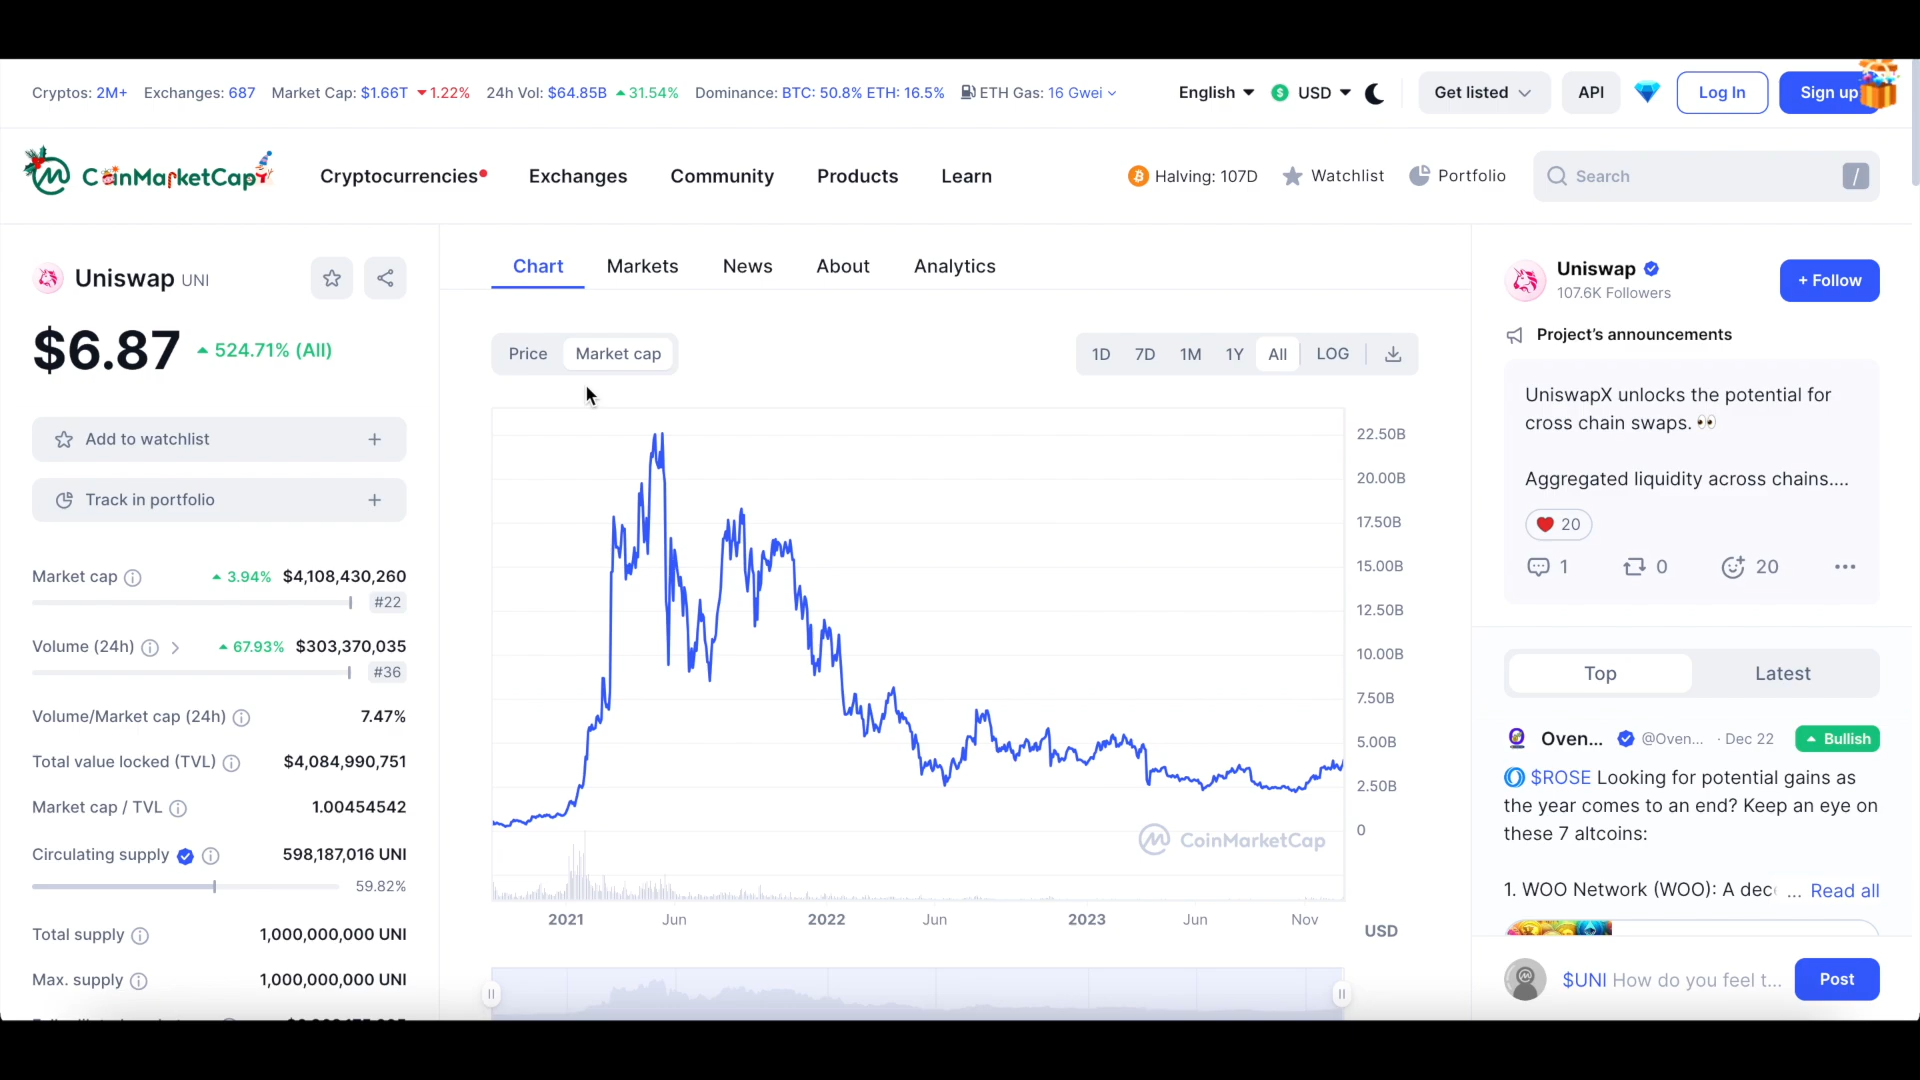 Cryptos: 2M+ Exchanges: 687 Market Cap: $1.66T 1.22% 24h Vol: $64.85B 31.54% Dominance: BTC: 50.8% ETH: 16.5% ETH Gas: 16 Gwei English USD Get listed API Log In Sign up
CoinMarketCap Cryptocurrencies Exchanges Community Products Learn Halving: 107D Watchlist Portfolio Search /
Uniswap UNI
$6.87 524.71% (All)
Add to watchlist
Track in portfolio
Market cap 3.94% $4,108,430,260
#22
Volume (24h) 67.93% $303,370,035
#36
Volume/Market cap (24h) 7.47%
Total value locked (TVL) $4,084,990,751
Market cap / TVL 1.00454542
Circulating supply 598,187,016 UNI
59.82%
Total supply 1,000,000,000 UNI
Max. supply 1,000,000,000 UNI
Chart Markets News About Analytics
Price Market cap 1D 7D 1M 1Y All LOG
22.50B
20.00B
17.50B
15.00B
12.50B
10.00B
7.50B
5.00B
2.50B
0
CoinMarketCap
2021 Jun 2022 Jun 2023 Jun Nov
USD
Uniswap
107.6K Followers
+ Follow
Project's announcements
UniswapX unlocks the potential for
cross chain swaps. 👀
Aggregated liquidity across chains....
❤️ 20
1 0 20
Top Latest
Oven... @Oven... · Dec 22 Bullish
$ROSE Looking for potential gains as
the year comes to an end? Keep an eye on
these 7 altcoins:
1. WOO Network (WOO): A dec ... Read all
$UNI How do you feel t... Post